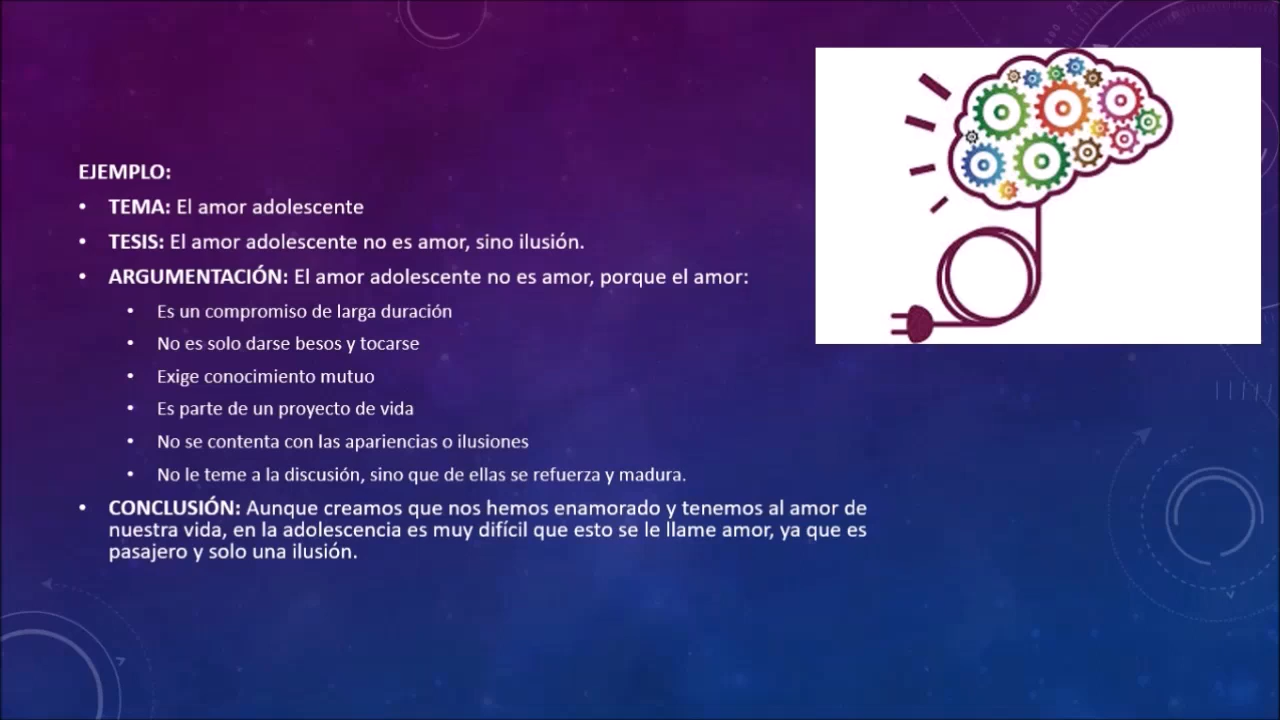 EJEMPLO:
• TEMA: El amor adolescente
• TESIS: El amor adolescente no es amor, sino ilusión.
• ARGUMENTACIÓN: El amor adolescente no es amor, porque el amor:
• Es un compromiso de larga duración
• No es solo darse besos y tocarse
• Exige conocimiento mutuo
• Es parte de un proyecto de vida
• No se contenta con las apariencias o ilusiones
• No le teme a la discusión, sino que de ellas se refuerza y madura.
• CONCLUSIÓN: Aunque creamos que nos hemos enamorado y tenemos al amor de
nuestra vida, en la adolescencia es muy difícil que esto se le llame amor, ya que es
pasajero y solo una ilusión.